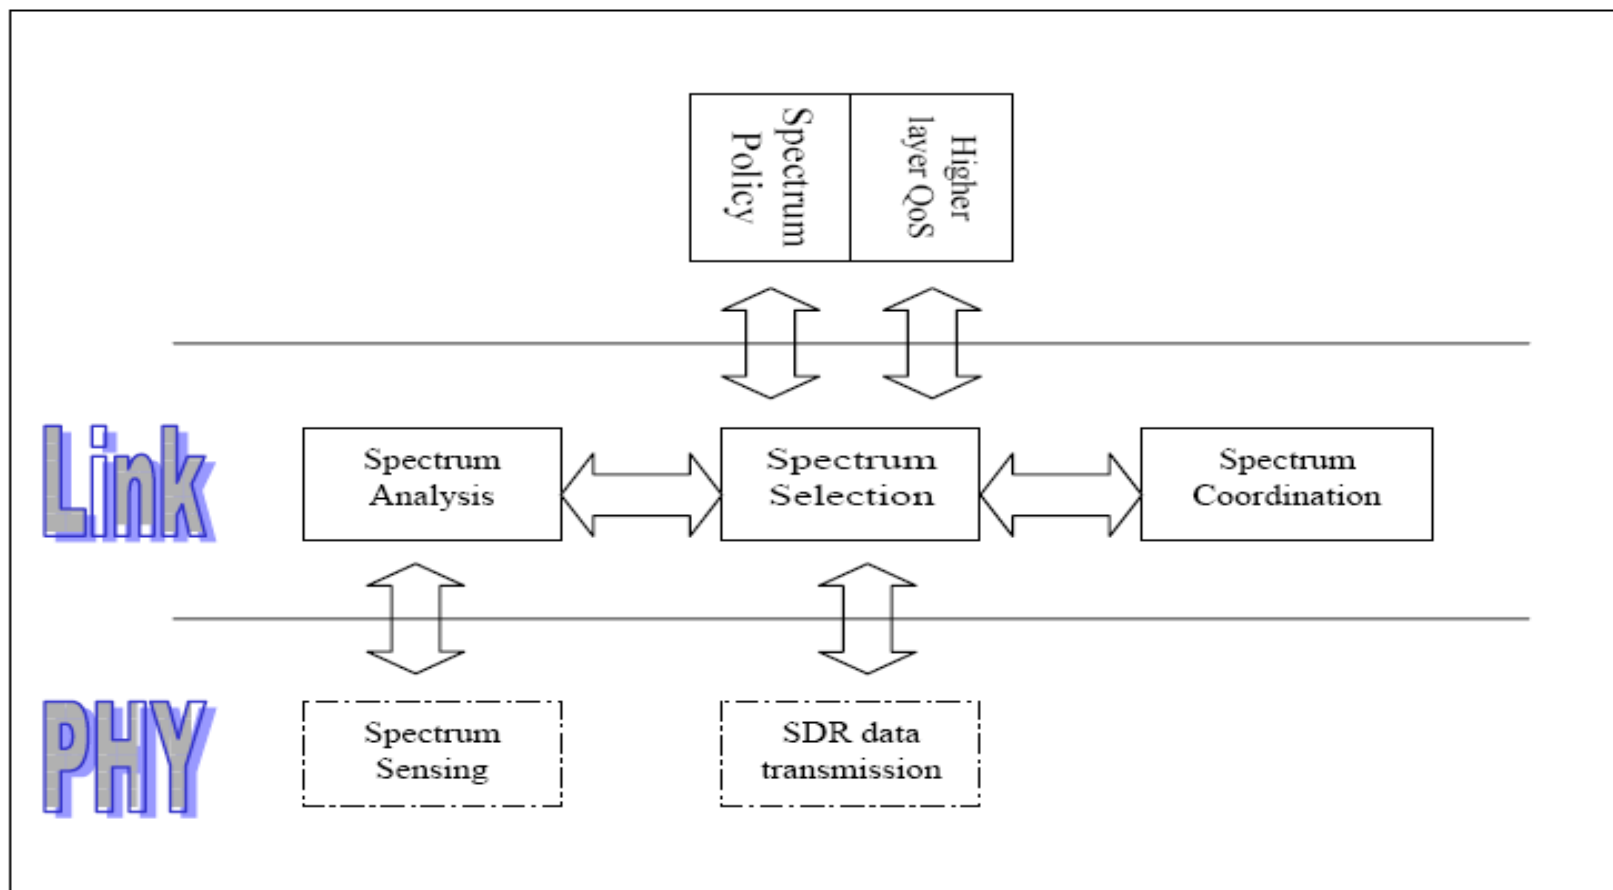 Spectrum
Policy
Higher
layer QoS
Link
Spectrum
Analysis
Spectrum
Selection
Spectrum
Coordination
PHY
Spectrum
Sensing
SDR data
transmission